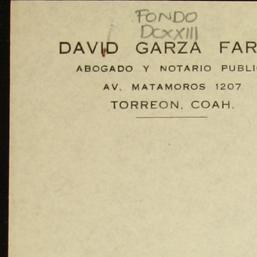 FONDO
DCXXIII
DAVID GARZA FAR
ABOGADO Y NOTARIO PUBLI
AV. MATAMOROS 1207
TORREON, COAH.